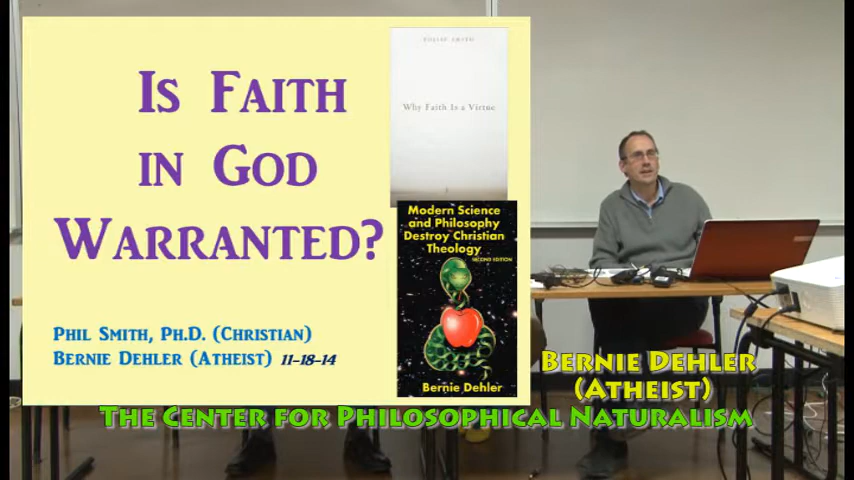 Is Faith
in God
Warranted?
Phil Smith, Ph.D. (Christian)
Bernie Dehler (Atheist) 11-18-14
Philip Smith
Why Faith Is a Virtue
Modern Science
and Philosophy
Destroy Christian
Theology
SECOND EDITION
Bernie Dehler
Bernie Dehler
(Atheist)
The Center for Philosophical Naturalism